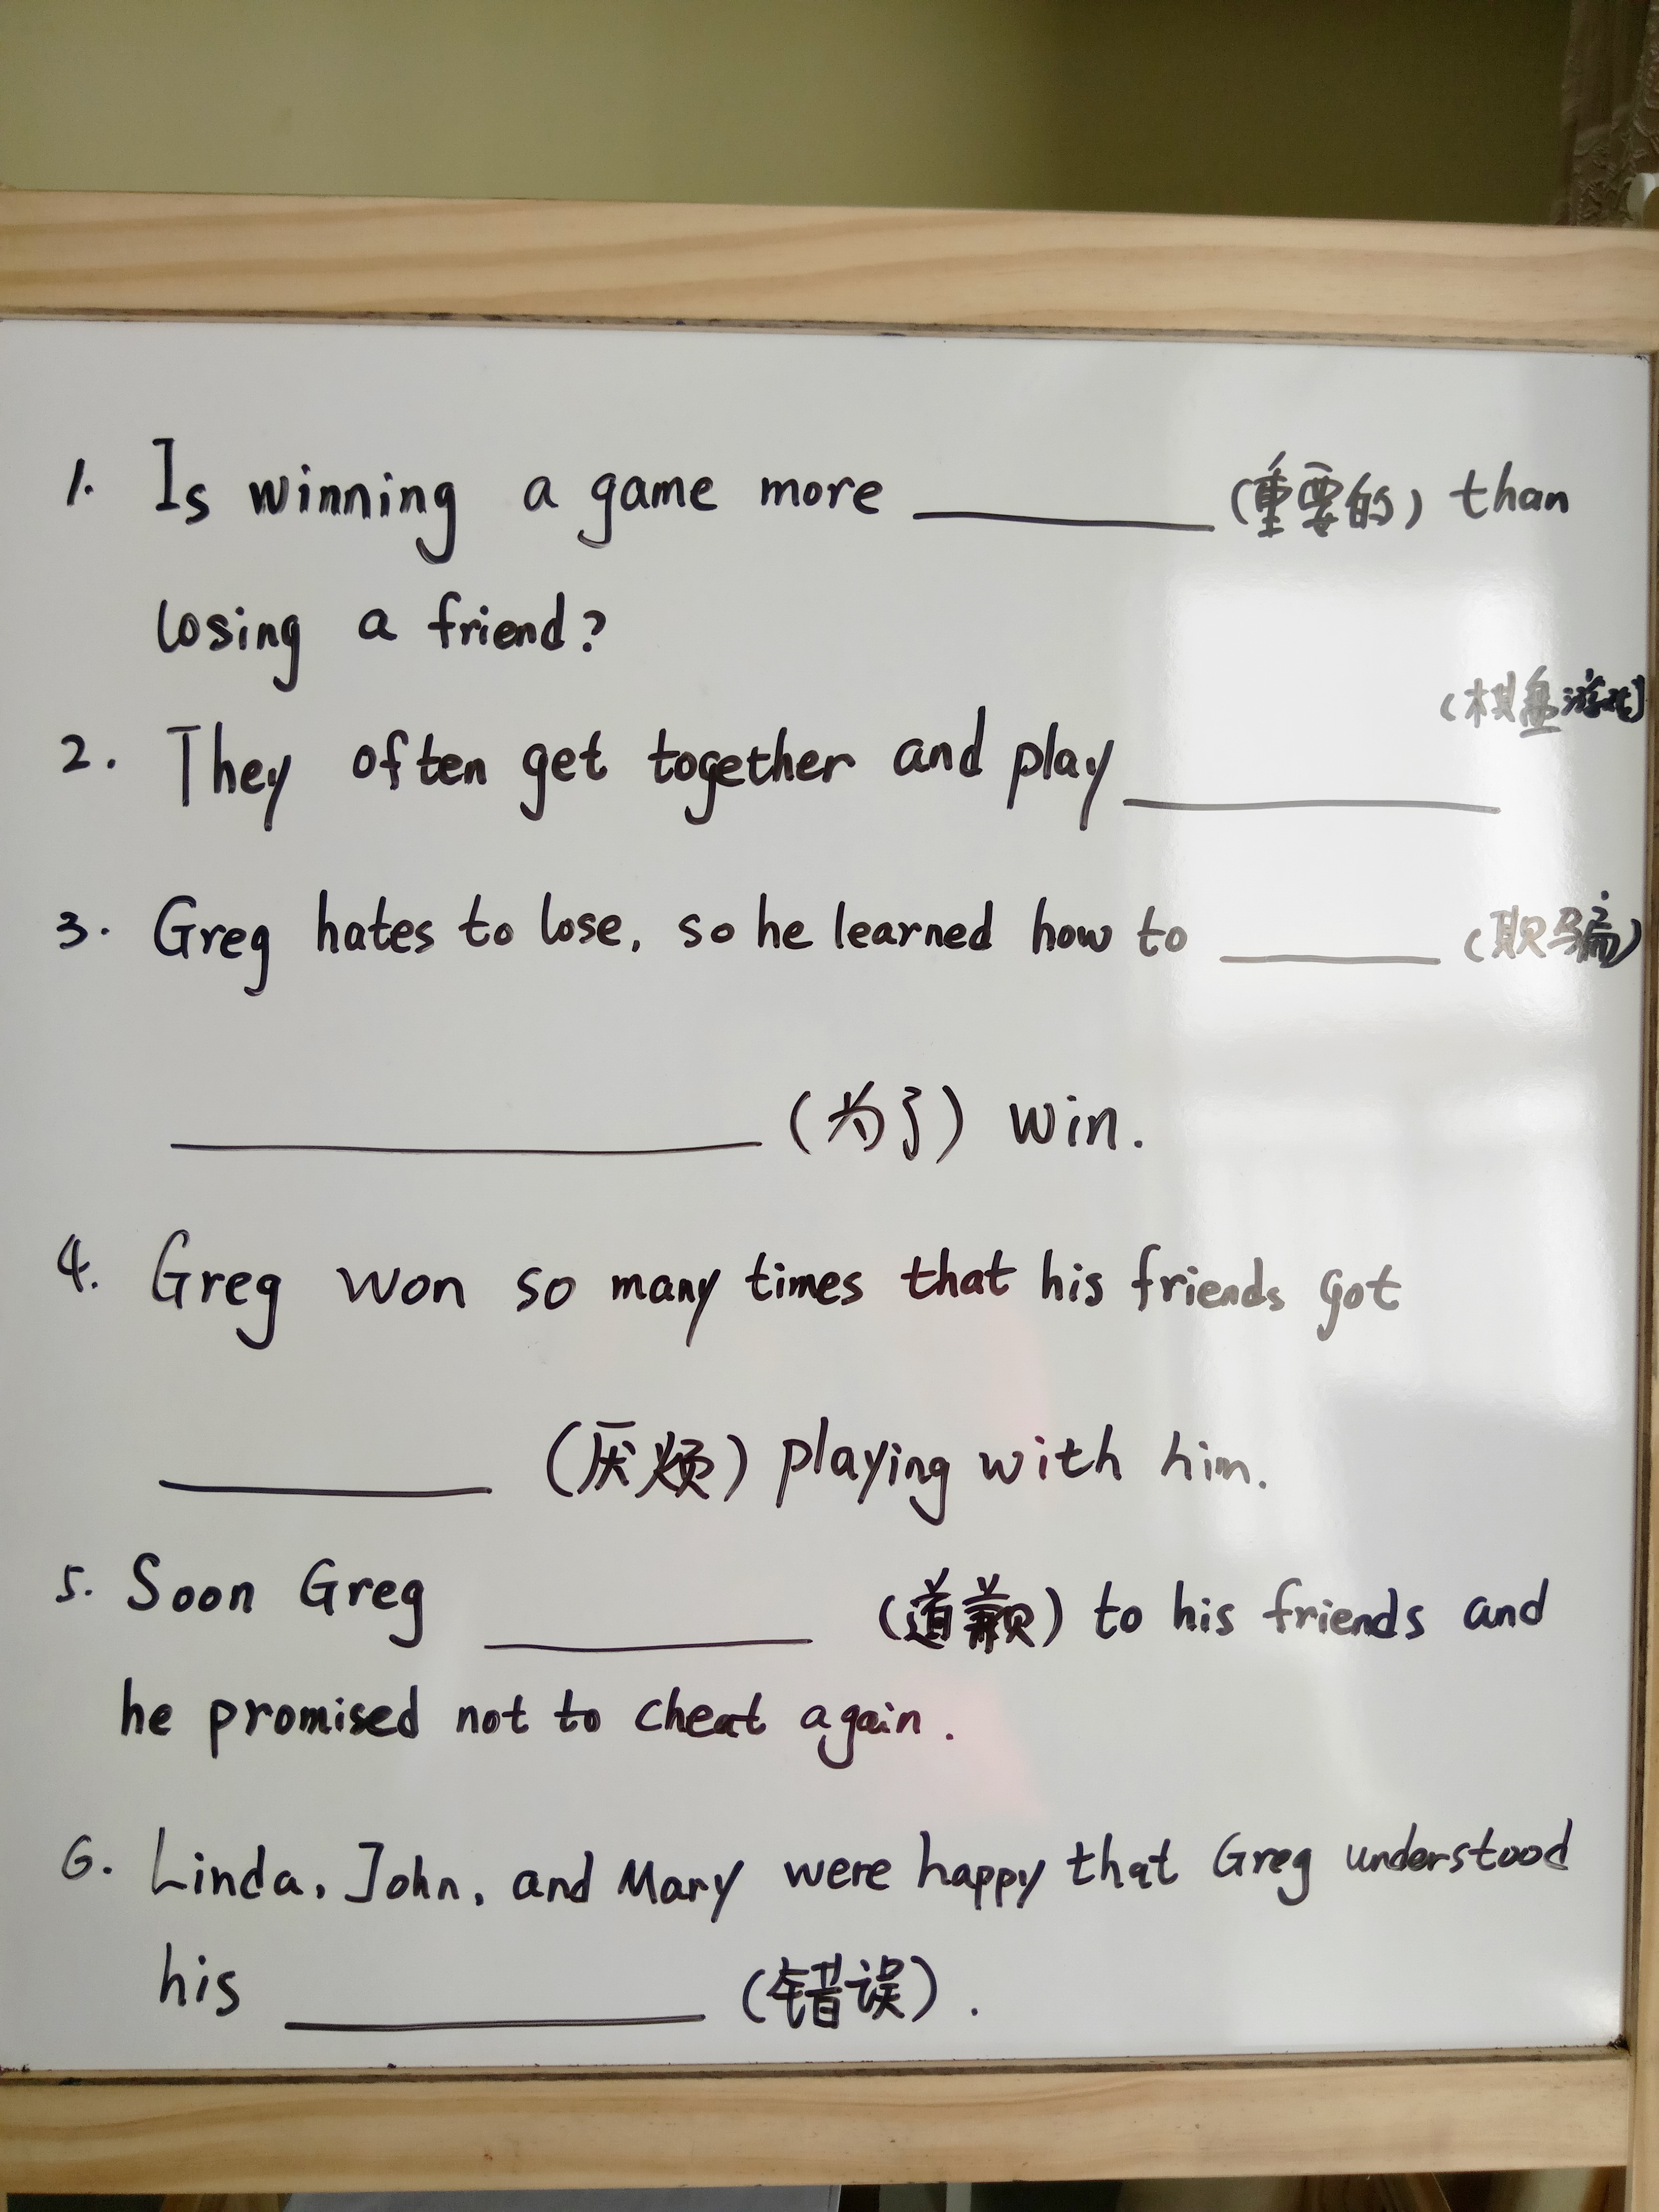 1. Is winning a game more ________ (重要的) than
losing a friend?
(棋盘游戏)
2. They often get together and play ________
3. Greg hates to lose, so he learned how to ________ (欺骗)
________ (为了) win.
4. Greg won so many times that his friends got
________ (厌烦) playing with him.
5. Soon Greg ________ (道歉) to his friends and
he promised not to cheat again.
6. Linda, John, and Mary were happy that Greg understood
his ________ (错误).